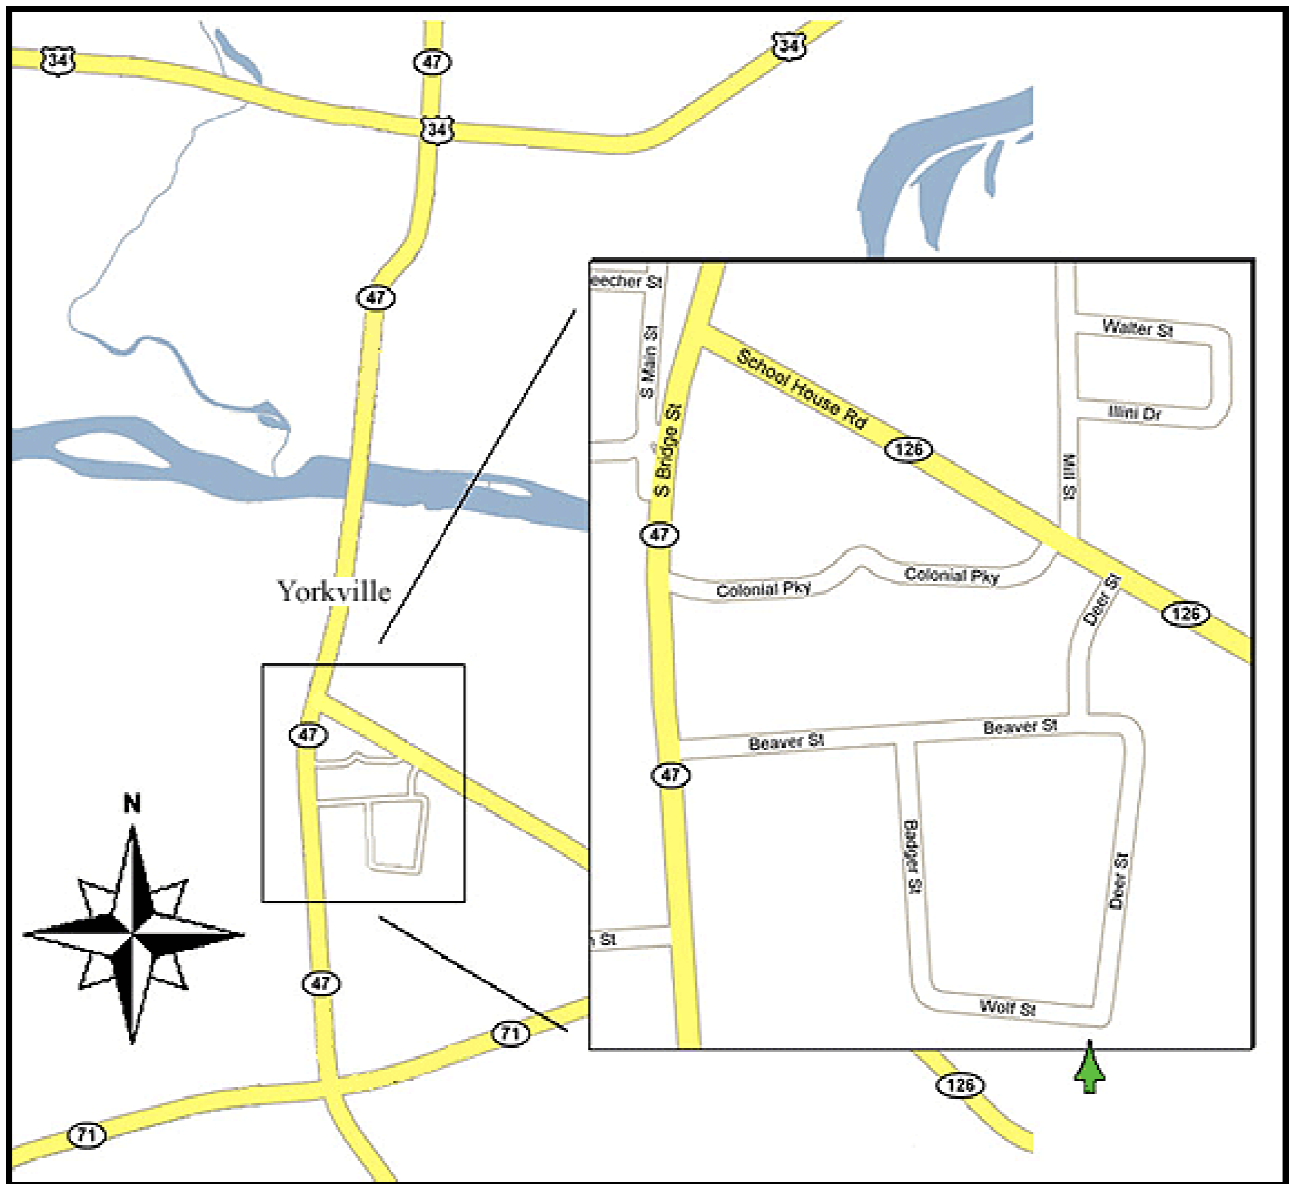 34
47
34
34
47
Yorkville
47
N
47
71
71
126
eecher St
S Main St
S Bridge St
School House Rd
126
Walter St
Illini Dr
Mill St
47
Colonial Pky
Colonial Pky
Deer St
126
Beaver St
Beaver St
47
Badger St
Deer St
St
Wolf St